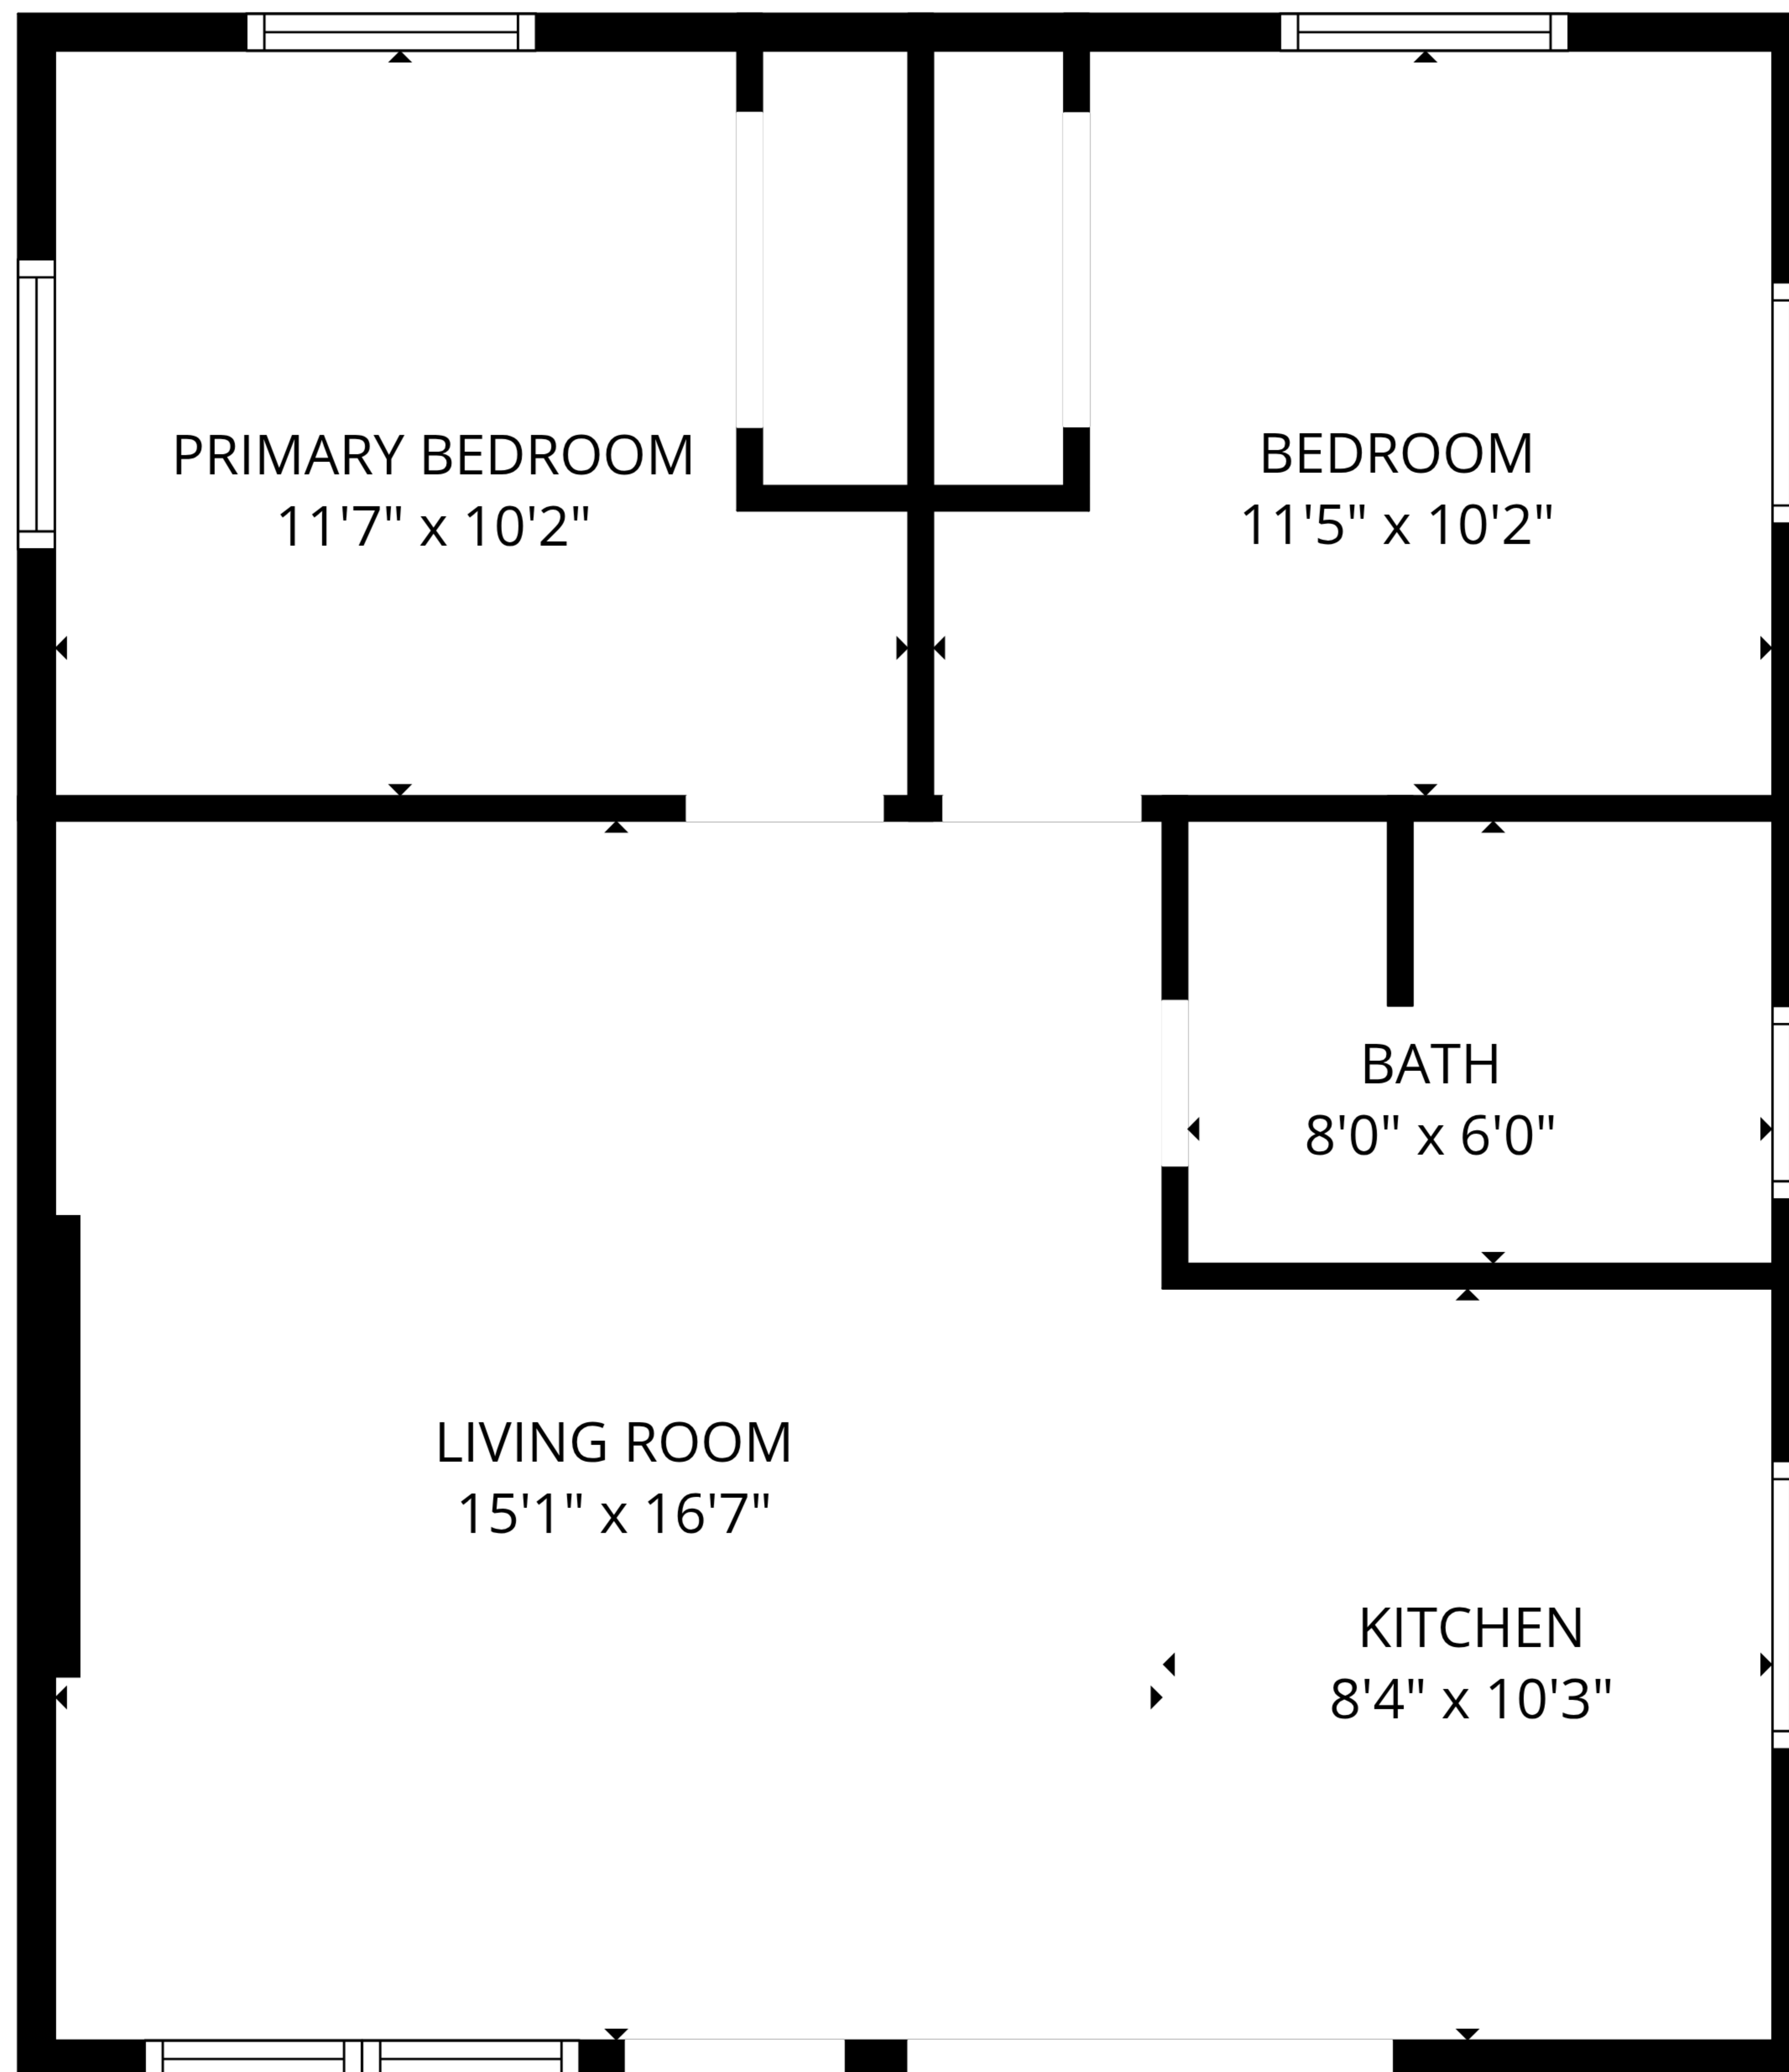 PRIMARY BEDROOM
11'7" x 10'2"
BEDROOM
11'5" x 10'2"
BATH
8'0" x 6'0"
LIVING ROOM
15'1" x 16'7"
KITCHEN
8'4" x 10'3"